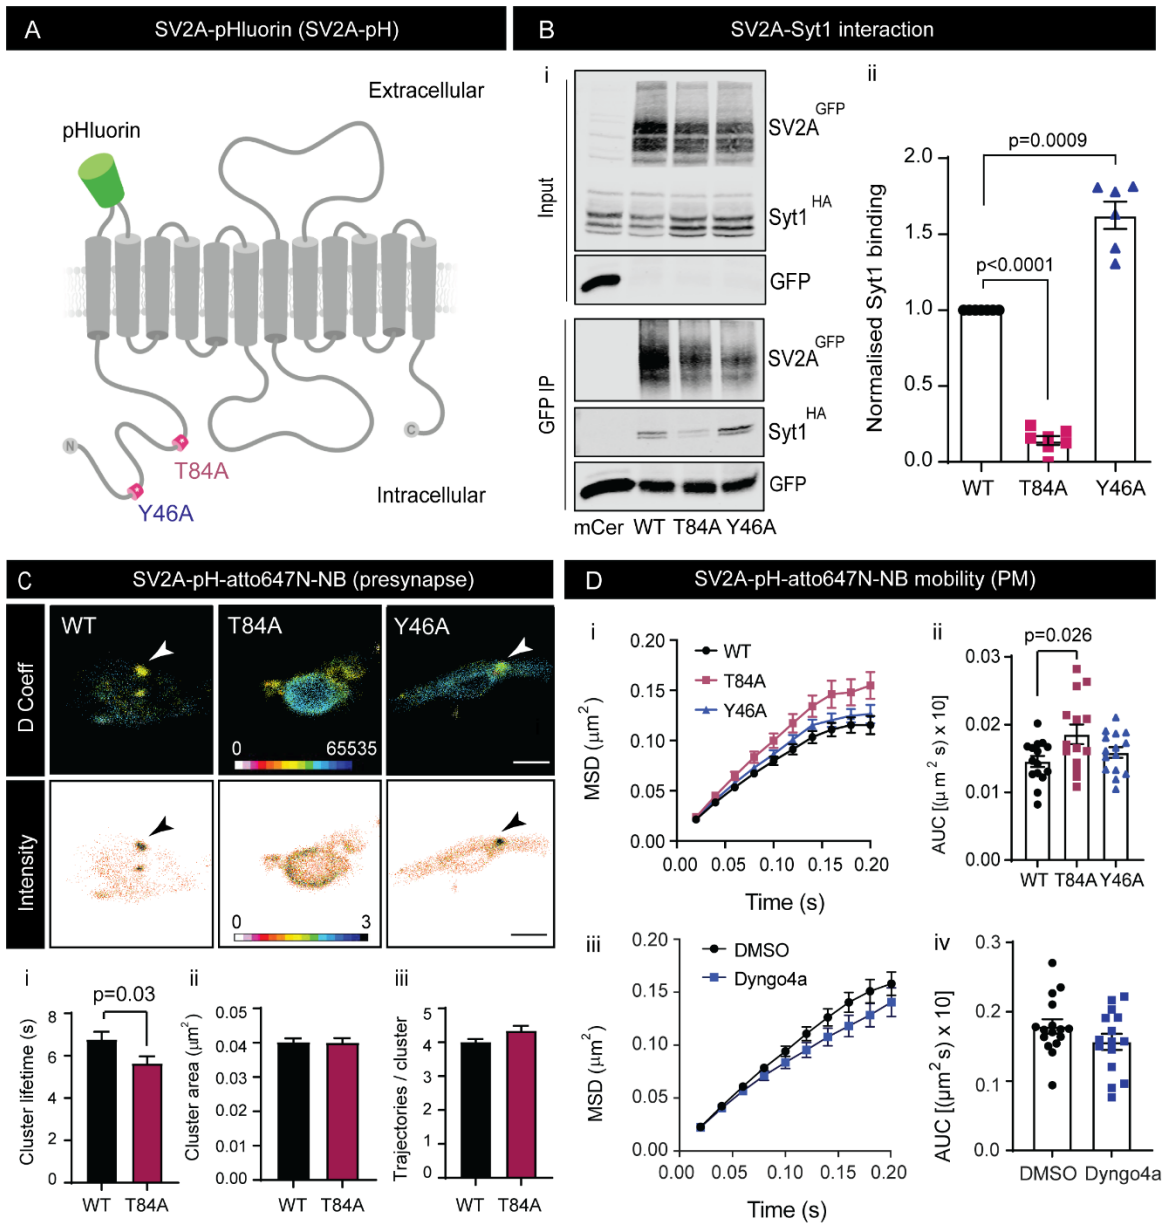 A
SV2A-pHluorin (SV2A-pH)
Extracellular
pHluorin
N
C
T84A
Y46A
Intracellular
B
SV2A-Syt1 interaction
i
Input
SV2A GFP
Syt1 HA
GFP
GFP IP
SV2A GFP
Syt1 HA
GFP
mCer WT T84A Y46A
ii
p=0.0009
p<0.0001
Normalised Syt1 binding
2.0
1.5
1.0
0.5
0.0
WT T84A Y46A
C
SV2A-pH-atto647N-NB (presynapse)
D Coeff
WT
T84A
Y46A
0 65535
Intensity
0 3
i
p=0.03
Cluster lifetime (s)
8
6
4
2
0
WT T84A
ii
Cluster area (μm²)
0.05
0.04
0.03
0.02
0.01
0.00
WT T84A
iii
Trajectories / cluster
5
4
3
2
1
0
WT T84A
D
SV2A-pH-atto647N-NB mobility (PM)
i
MSD (μm²)
0.20
0.15
0.10
0.05
0.00
WT
T84A
Y46A
0.00 0.05 0.10 0.15 0.20
Time (s)
ii
p=0.026
AUC [(μm²s) x 10]
0.03
0.02
0.01
0.00
WT T84A Y46A
iii
MSD (μm²)
0.20
0.15
0.10
0.05
0.00
DMSO
Dyngo4a
0.00 0.05 0.10 0.15 0.20
Time (s)
iv
AUC [(μm²s) x 10]
0.3
0.2
0.1
0.0
DMSO Dyngo4a